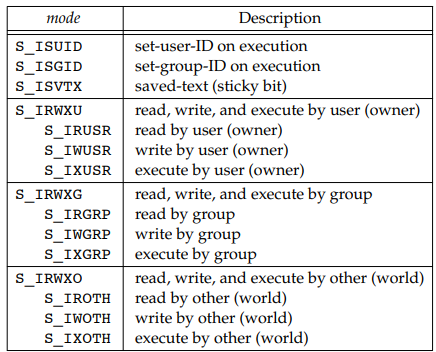 mode Description
S_ISUID set-user-ID on execution
S_ISGID set-group-ID on execution
S_ISVTX saved-text (sticky bit)
S_IRWXU read, write, and execute by user (owner)
S_IRUSR read by user (owner)
S_IWUSR write by user (owner)
S_IXUSR execute by user (owner)
S_IRWXG read, write, and execute by group
S_IRGRP read by group
S_IWGRP write by group
S_IXGRP execute by group
S_IRWXO read, write, and execute by other (world)
S_IROTH read by other (world)
S_IWOTH write by other (world)
S_IXOTH execute by other (world)